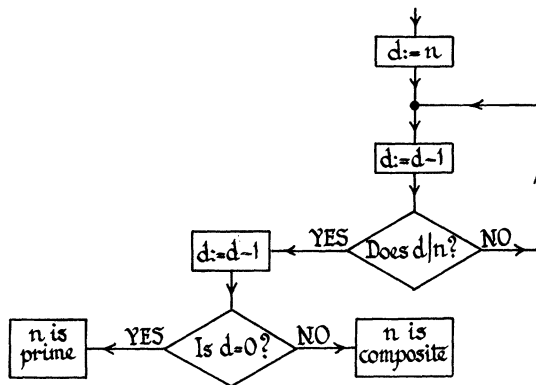 d:=n
d:=d-1
YES
Does d|n?
NO
d:=d-1
n is
prime
YES
Is d=0?
NO
n is
composite